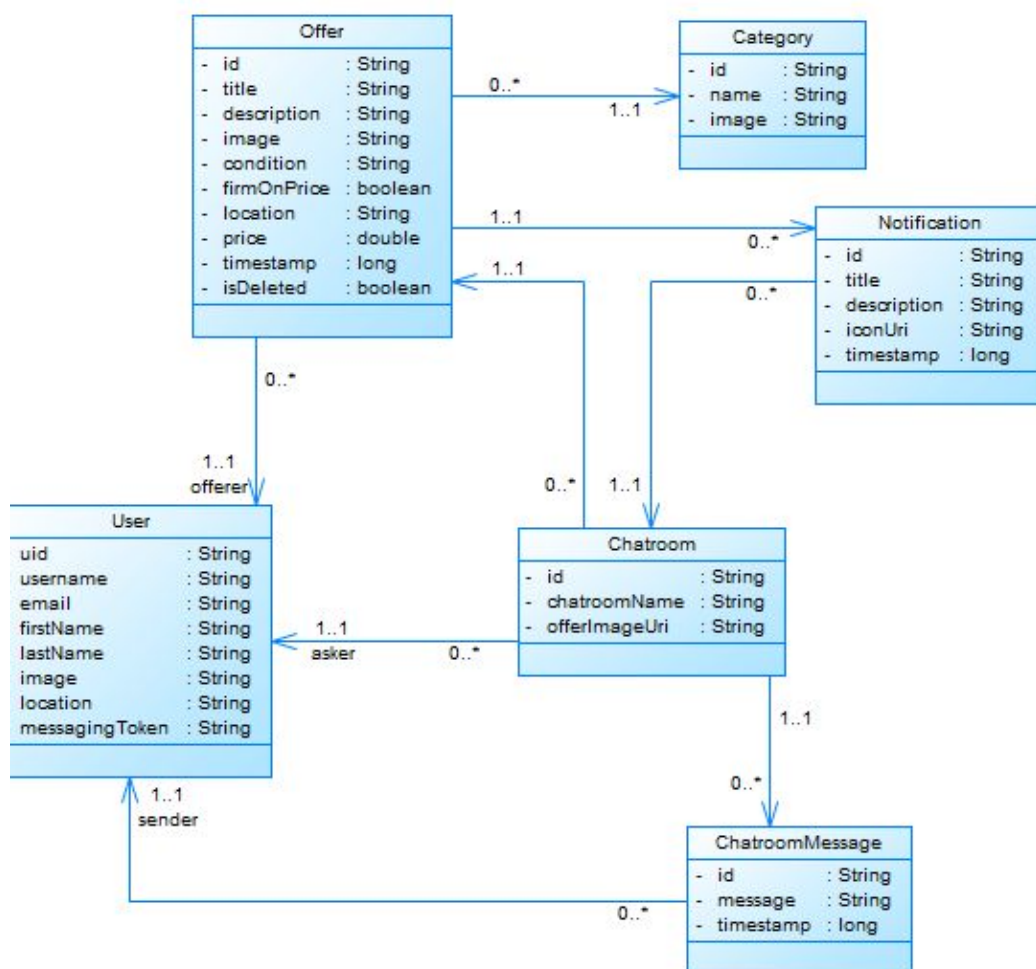 Offer
- id : String
- title : String
- description : String
- image : String
- condition : String
- firmOnPrice : boolean
- location : String
- price : double
- timestamp : long
- isDeleted : boolean
0..*
1..1
Category
- id : String
- name : String
- image : String
1..1
0..*
Notification
- id : String
- title : String
- description : String
- iconUri : String
- timestamp : long
1..1
0..*
0..*
1..1
0..*
1..1
offerer
User
uid : String
username : String
email : String
firstName : String
lastName : String
image : String
location : String
messagingToken : String
Chatroom
- id : String
- chatroomName : String
- offerImageUri : String
1..1
asker
0..*
1..1
0..*
1..1
sender
0..*
ChatroomMessage
- id : String
- message : String
- timestamp : long